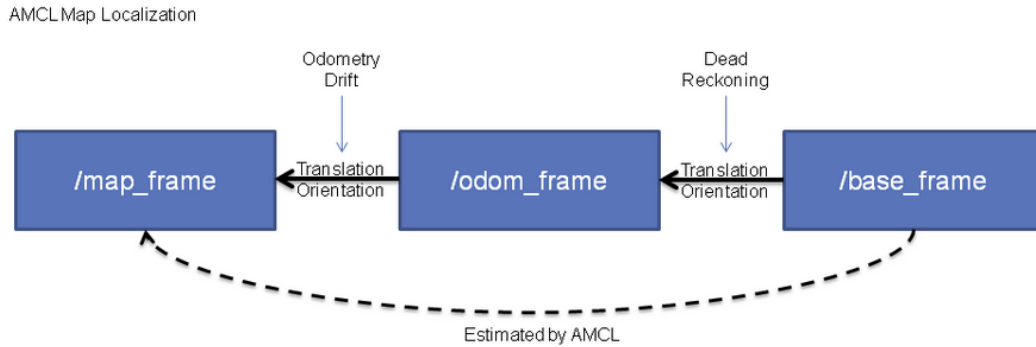 AMCL Map Localization
Odometry
Drift
Dead
Reckoning
/map_frame
Translation
Orientation
/odom_frame
Translation
Orientation
/base_frame
Estimated by AMCL